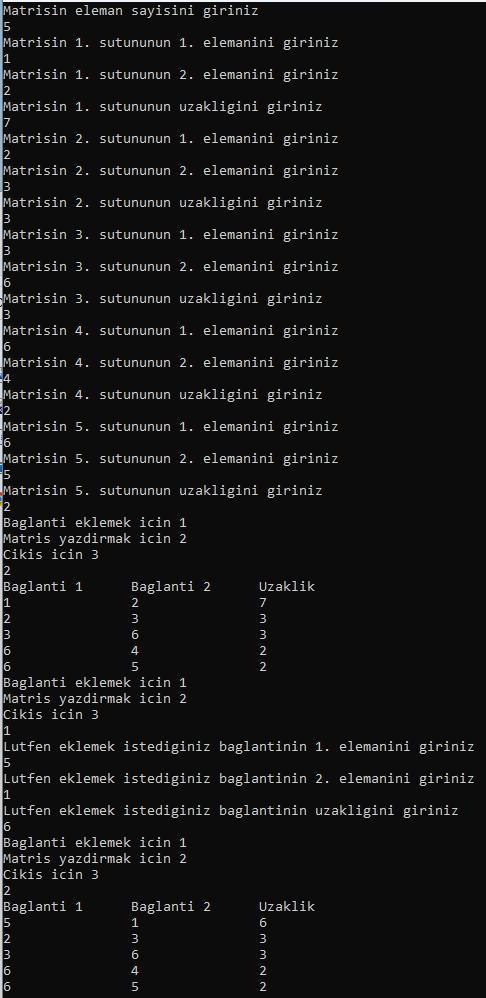 Matrisin eleman sayisini giriniz
5
Matrisin 1. sutununun 1. elemanini giriniz
1
Matrisin 1. sutununun 2. elemanini giriniz
2
Matrisin 1. sutununun uzakligini giriniz
7
Matrisin 2. sutununun 1. elemanini giriniz
2
Matrisin 2. sutununun 2. elemanini giriniz
3
Matrisin 2. sutununun uzakligini giriniz
3
Matrisin 3. sutununun 1. elemanini giriniz
3
Matrisin 3. sutununun 2. elemanini giriniz
6
Matrisin 3. sutununun uzakligini giriniz
3
Matrisin 4. sutununun 1. elemanini giriniz
6
Matrisin 4. sutununun 2. elemanini giriniz
4
Matrisin 4. sutununun uzakligini giriniz
2
Matrisin 5. sutununun 1. elemanini giriniz
6
Matrisin 5. sutununun 2. elemanini giriniz
5
Matrisin 5. sutununun uzakligini giriniz
2
Baglanti eklemek icin 1
Matris yazdirmak icin 2
Cikis icin 3
2
Baglanti 1 Baglanti 2 Uzaklik
1 2 7
2 3 3
3 6 3
6 4 2
6 5 2
Baglanti eklemek icin 1
Matris yazdirmak icin 2
Cikis icin 3
1
Lutfen eklemek istediginiz baglantinin 1. elemanini giriniz
5
Lutfen eklemek istediginiz baglantinin 2. elemanini giriniz
1
Lutfen eklemek istediginiz baglantinin uzakligini giriniz
6
Baglanti eklemek icin 1
Matris yazdirmak icin 2
Cikis icin 3
2
Baglanti 1 Baglanti 2 Uzaklik
5 1 6
2 3 3
3 6 3
6 4 2
6 5 2